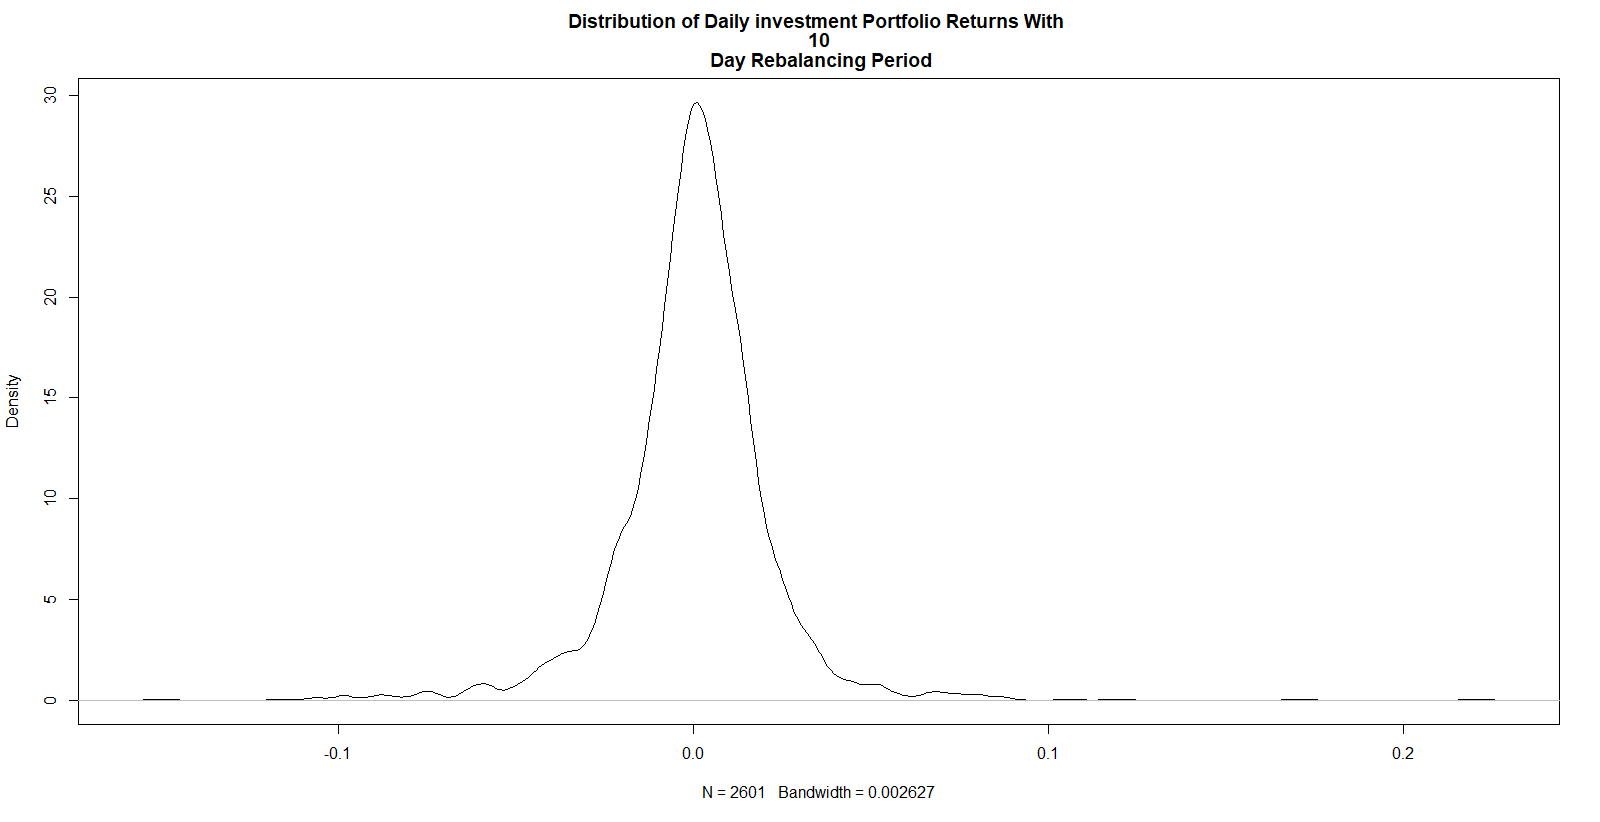 Distribution of Daily investment Portfolio Returns With
10
Day Rebalancing Period
30
25
20
15
10
5
0
Density
-0.1 0.0 0.1 0.2
N = 2601 Bandwidth = 0.002627